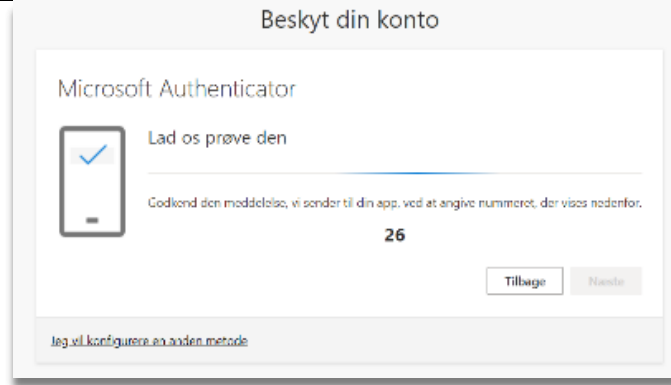 Beskyt din konto
Microsoft Authenticator
Lad os prøve den
Godkend den meddelelse, vi sender til din app, ved at angive nummeret, der vises nedenfor.
26
Tilbage
Næste
Jeg vil konfigurere en anden metode